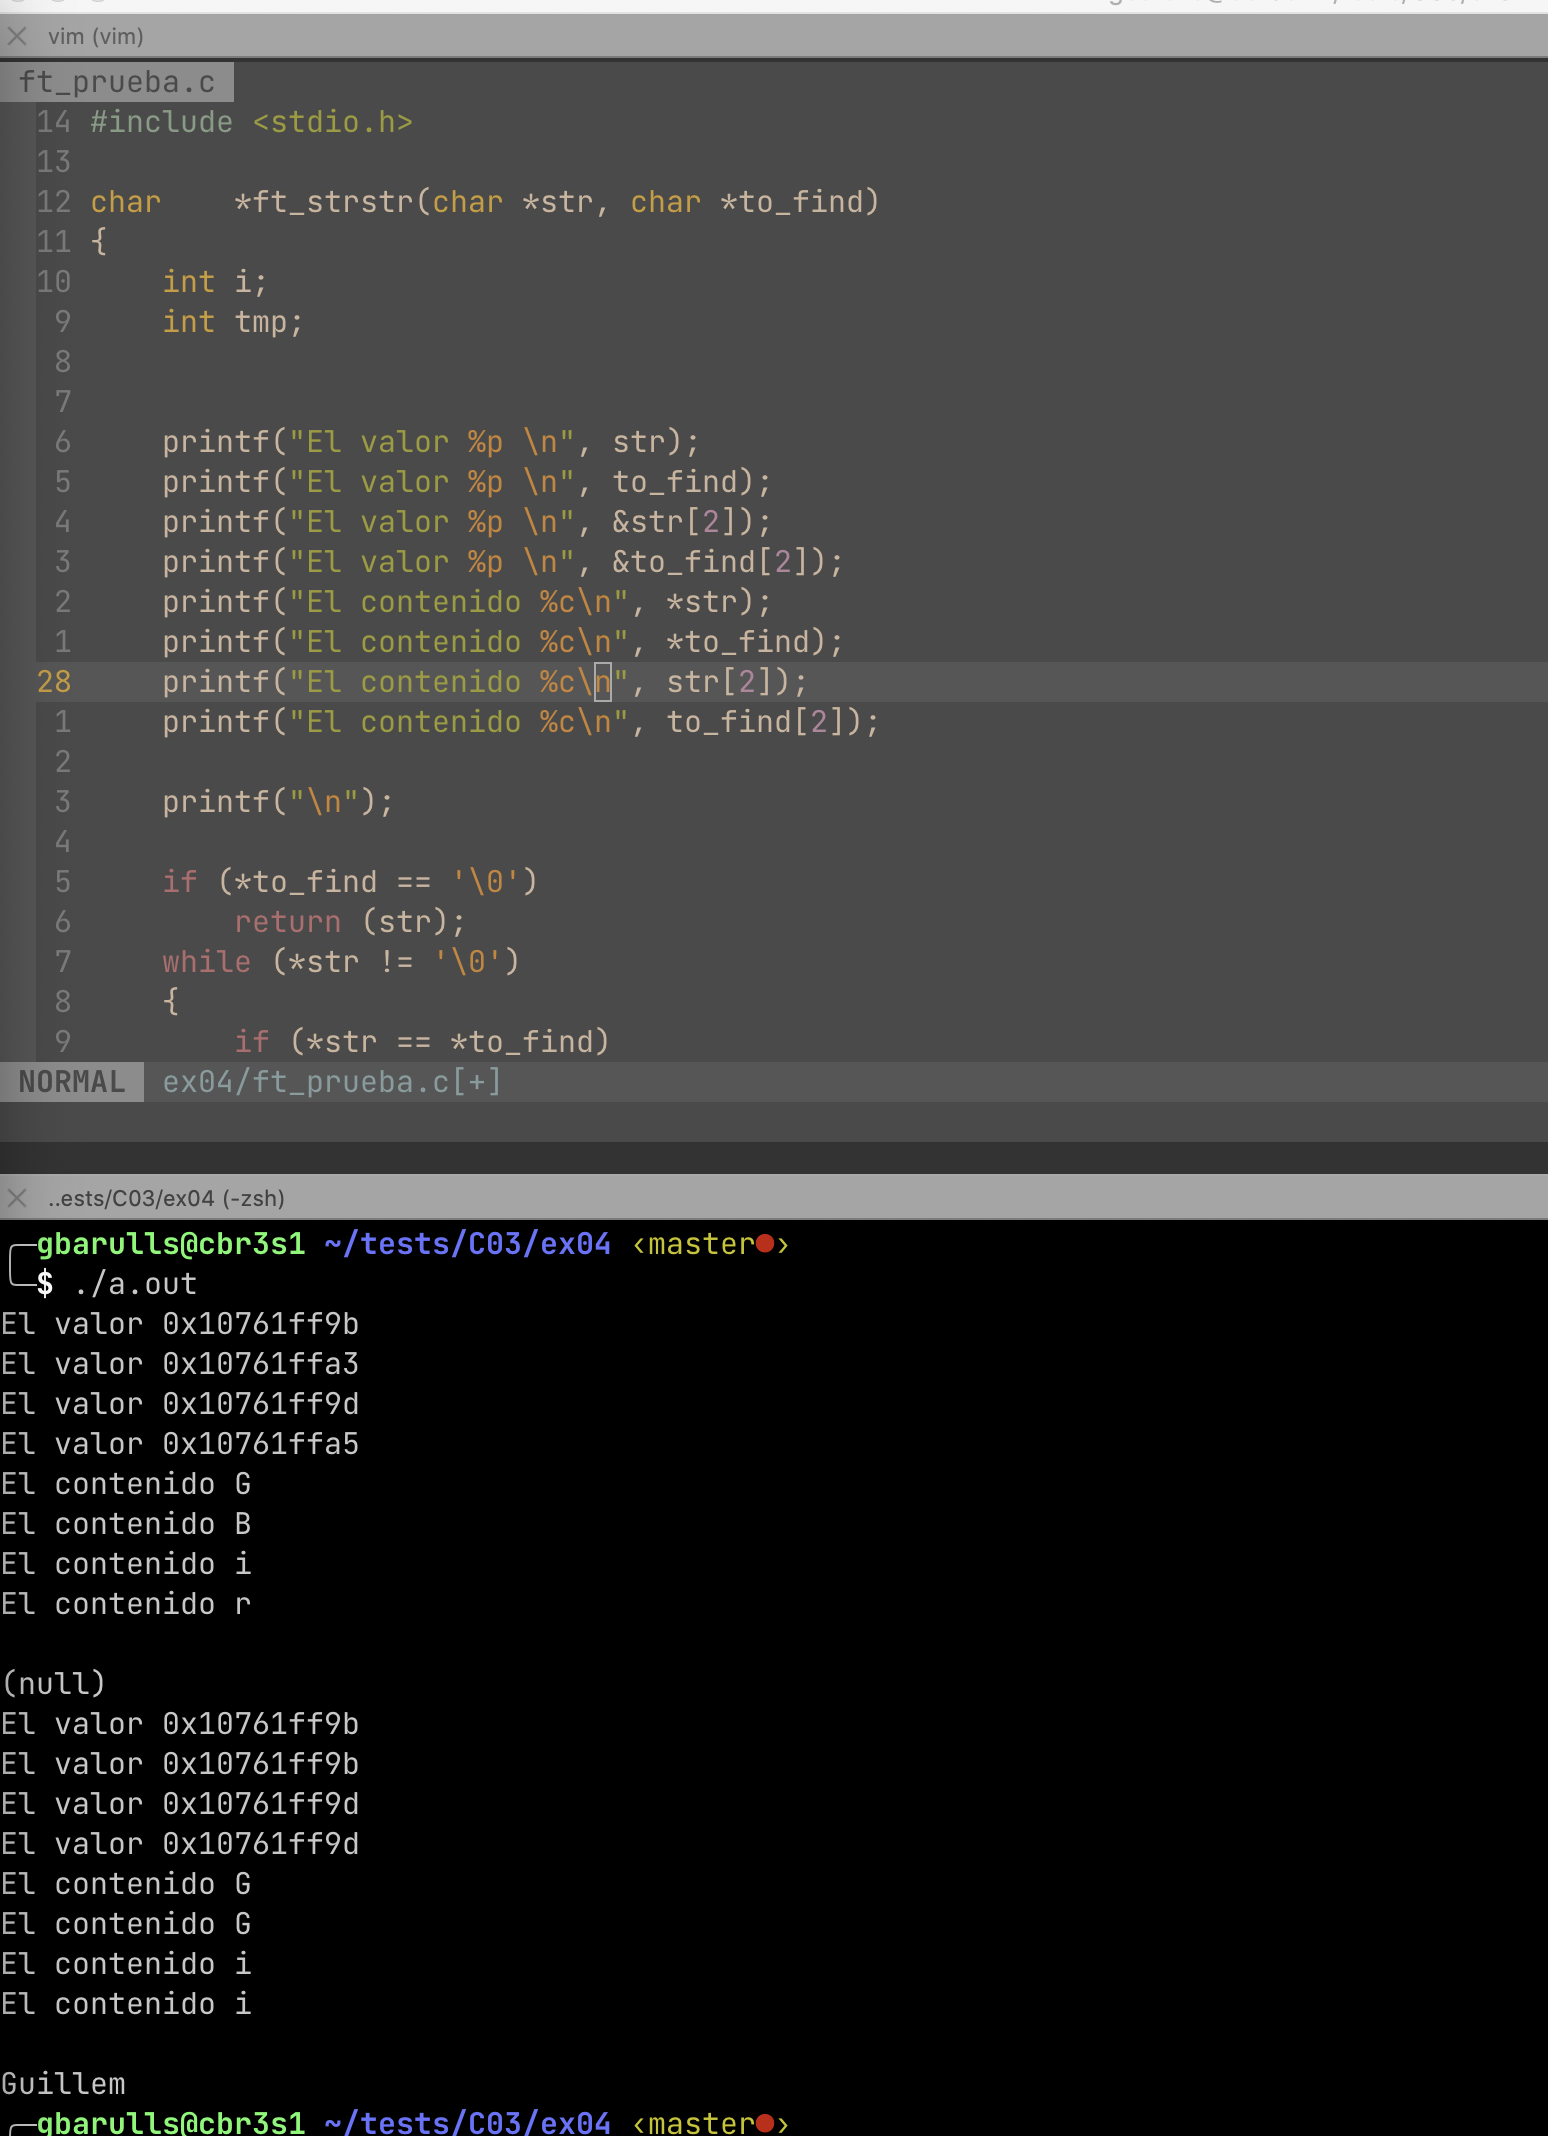 vim (vim)
ft_prueba.c
14 #include <stdio.h>
13
12 char    *ft_strstr(char *str, char *to_find)
11 {
10     int i;
9     int tmp;
8
7
6     printf("El valor %p \n", str);
5     printf("El valor %p \n", to_find);
4     printf("El valor %p \n", &str[2]);
3     printf("El valor %p \n", &to_find[2]);
2     printf("El contenido %c\n", *str);
1     printf("El contenido %c\n", *to_find);
28     printf("El contenido %c\n", str[2]);
1     printf("El contenido %c\n", to_find[2]);
2
3     printf("\n");
4
5     if (*to_find == '\0')
6         return (str);
7     while (*str != '\0')
8     {
9         if (*str == *to_find)
NORMAL ex04/ft_prueba.c[+]
..ests/C03/ex04 (-zsh)
gbarulls@cbr3s1 ~/tests/C03/ex04 ‹master●›
$ ./a.out
El valor 0x10761ff9b
El valor 0x10761ffa3
El valor 0x10761ff9d
El valor 0x10761ffa5
El contenido G
El contenido B
El contenido i
El contenido r
(null)
El valor 0x10761ff9b
El valor 0x10761ff9b
El valor 0x10761ff9d
El valor 0x10761ff9d
El contenido G
El contenido G
El contenido i
El contenido i
Guillem
gbarulls@cbr3s1 ~/tests/C03/ex04 ‹master●›